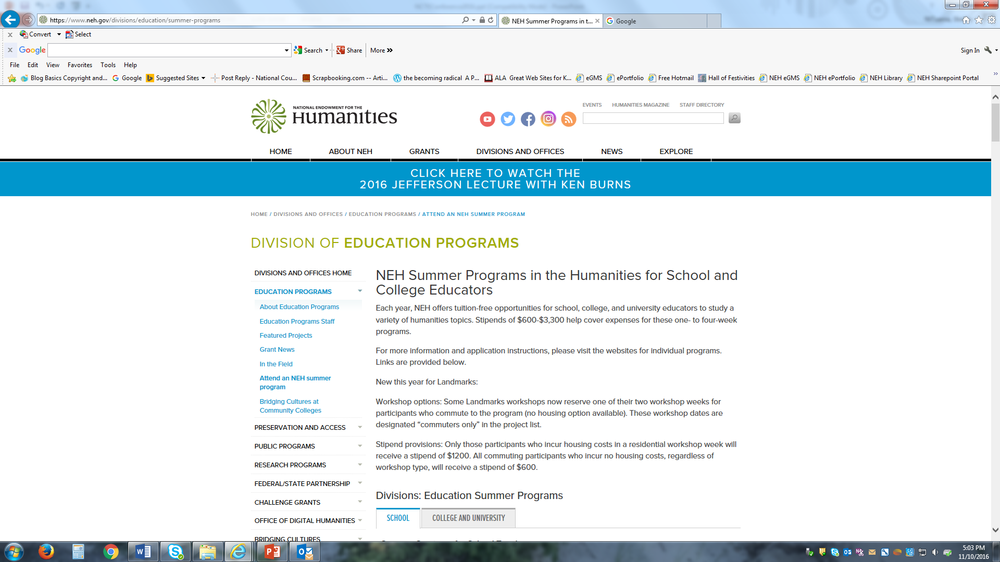 https://www.neh.gov/divisions/education/summer-programs
NEH Summer Programs in t...
Google
Convert
Select
Google
Search
Share
More
Sign In
File Edit View Favorites Tools Help
Blog Basics Copyright and...
Google
Suggested Sites
Post Reply - National Cou...
Scrapbooking.com -- Arti...
the becoming radical A P...
ALA Great Web Sites for K...
eGMS
ePortfolio
Free Hotmail
Hall of Festivities
NEH eGMS
NEH ePortfolio
NEH Library
NEH Sharepoint Portal
NATIONAL ENDOWMENT FOR THE
Humanities
EVENTS HUMANITIES MAGAZINE STAFF DIRECTORY
HOME ABOUT NEH GRANTS DIVISIONS AND OFFICES NEWS EXPLORE
CLICK HERE TO WATCH THE
2016 JEFFERSON LECTURE WITH KEN BURNS
HOME / DIVISIONS AND OFFICES / EDUCATION PROGRAMS / ATTEND AN NEH SUMMER PROGRAM
DIVISION OF EDUCATION PROGRAMS
DIVISIONS AND OFFICES HOME
EDUCATION PROGRAMS
About Education Programs
Education Programs Staff
Featured Projects
Grant News
In the Field
Attend an NEH summer
program
Bridging Cultures at
Community Colleges
PRESERVATION AND ACCESS
PUBLIC PROGRAMS
RESEARCH PROGRAMS
FEDERAL/STATE PARTNERSHIP
CHALLENGE GRANTS
OFFICE OF DIGITAL HUMANITIES
BRIDGING CULTURES
NEH Summer Programs in the Humanities for School and
College Educators
Each year, NEH offers tuition-free opportunities for school, college, and university educators to study a
variety of humanities topics. Stipends of $600-$3,300 help cover expenses for these one- to four-week
programs.
For more information and application instructions, please visit the websites for individual programs.
Links are provided below.
New this year for Landmarks:
Workshop options: Some Landmarks workshops now reserve one of their two workshop weeks for
participants who commute to the program (no housing option available). These workshop dates are
designated “commuters only” in the project list.
Stipend provisions: Only those participants who incur housing costs in a residential workshop week will
receive a stipend of $1200. All commuting participants who incur no housing costs, regardless of
workshop type, will receive a stipend of $600.
Divisions: Education Summer Programs
SCHOOL
COLLEGE AND UNIVERSITY
5:03 PM
11/10/2016